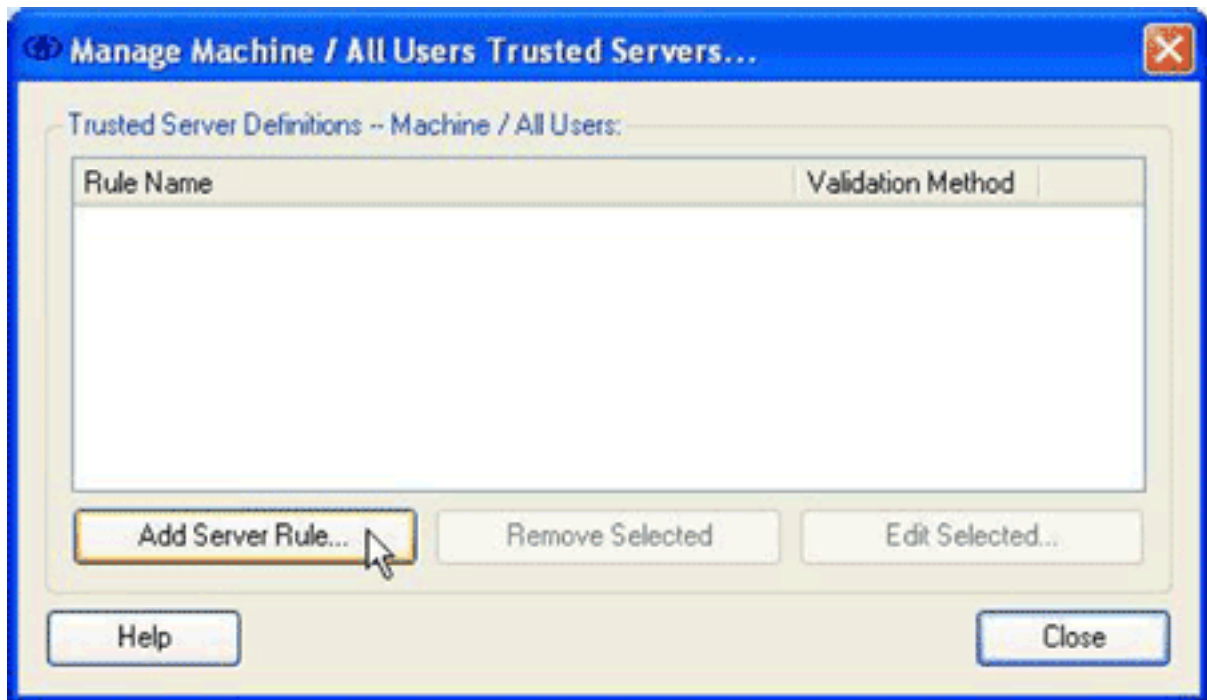 Manage Machine / All Users Trusted Servers...
Trusted Server Definitions -- Machine / All Users:
Rule Name Validation Method
Add Server Rule... Remove Selected Edit Selected...
Help Close